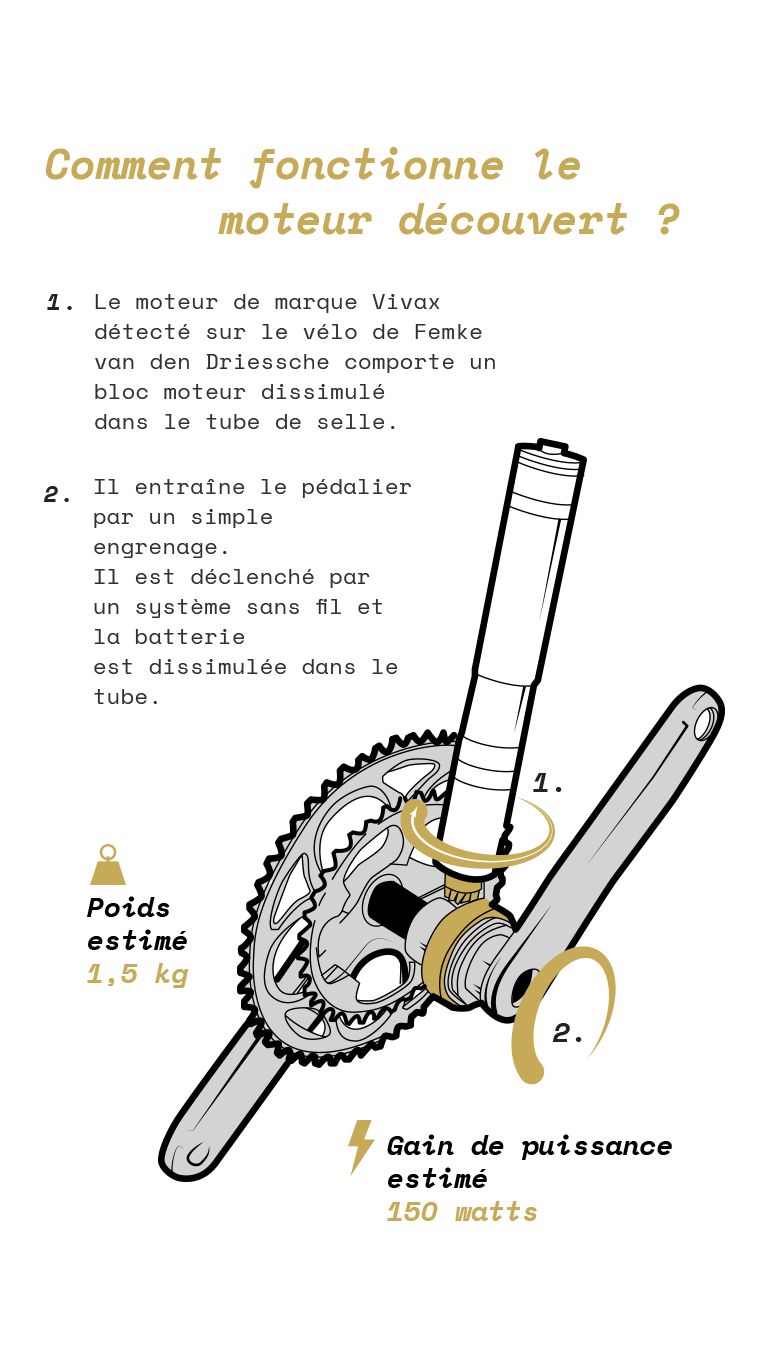 Comment fonctionne le
moteur découvert ?
1. Le moteur de marque Vivax
détecté sur le vélo de Femke
van den Driessche comporte un
bloc moteur dissimulé
dans le tube de selle.
2. Il entraîne le pédalier
par un simple
engrenage.
Il est déclenché par
un système sans fil et
la batterie
est dissimulée dans le
tube.
1.
Poids
estimé
1,5 kg
2.
Gain de puissance
estimé
150 watts